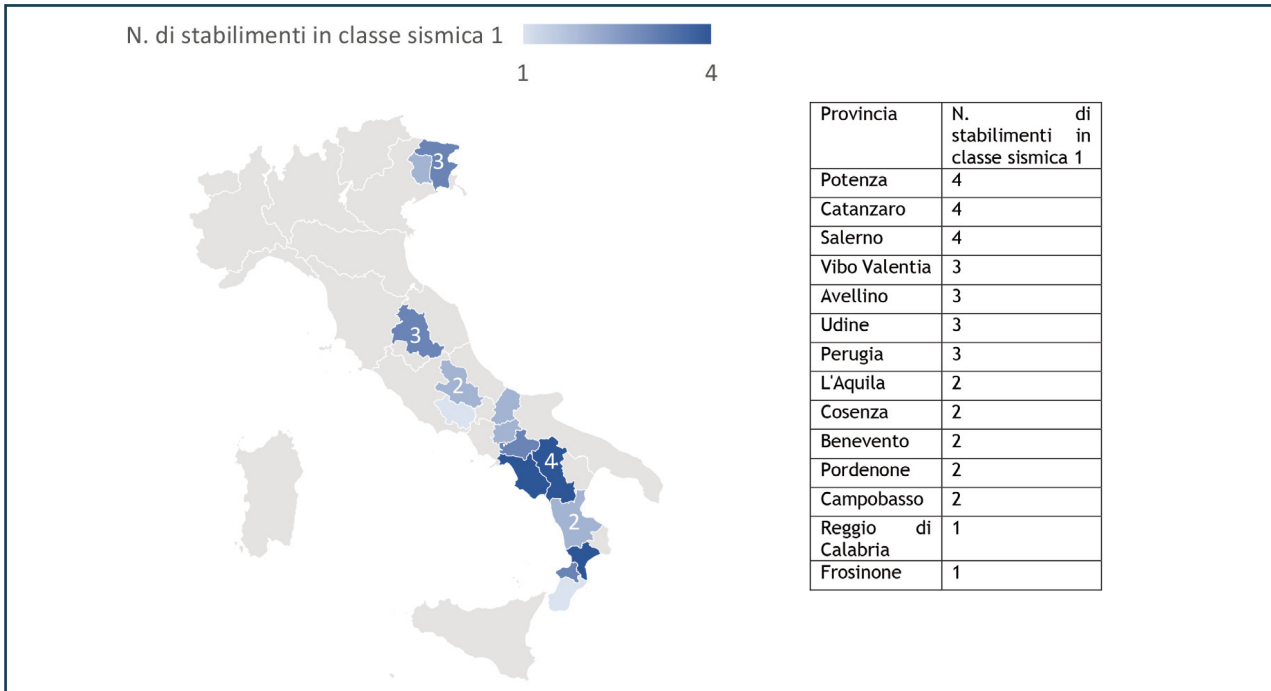 N. di stabilimenti in classe sismica 1
1 4
3
3
2
4
2
Provincia N. di
stabilimenti in
classe sismica 1
Potenza 4
Catanzaro 4
Salerno 4
Vibo Valentia 3
Avellino 3
Udine 3
Perugia 3
L'Aquila 2
Cosenza 2
Benevento 2
Pordenone 2
Campobasso 2
Reggio di
Calabria 1
Frosinone 1